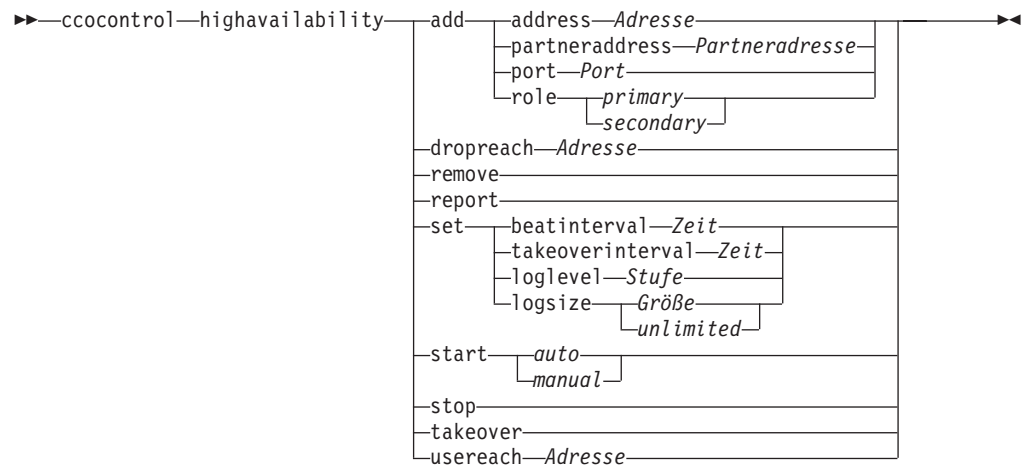 ccocontrol highavailability add address Adresse
partneraddress Partneradresse
port Port
role primary
secondary
dropreach Adresse
remove
report
set beatinterval Zeit
takeoverinterval Zeit
loglevel Stufe
logsize Größe
unlimited
start auto
manual
stop
takeover
usereach Adresse